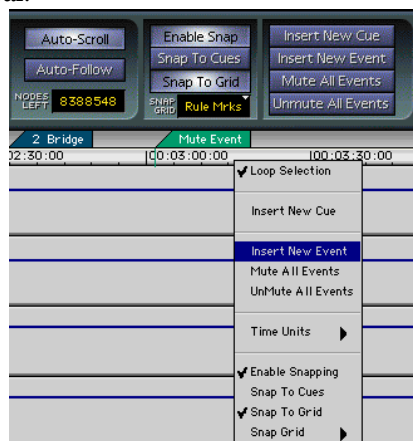 Auto-Scroll
Auto-Follow
NODES LEFT 8388548
Enable Snap
Snap To Cues
Snap To Grid
SNAP GRID Rule Mrks
Insert New Cue
Insert New Event
Mute All Events
Unmute All Events
2 Bridge
Mute Event
02:30:00
00:03:00:00
00:03:30:00
Loop Selection
Insert New Cue
Insert New Event
Mute All Events
UnMute All Events
Time Units
Enable Snapping
Snap To Cues
Snap To Grid
Snap Grid